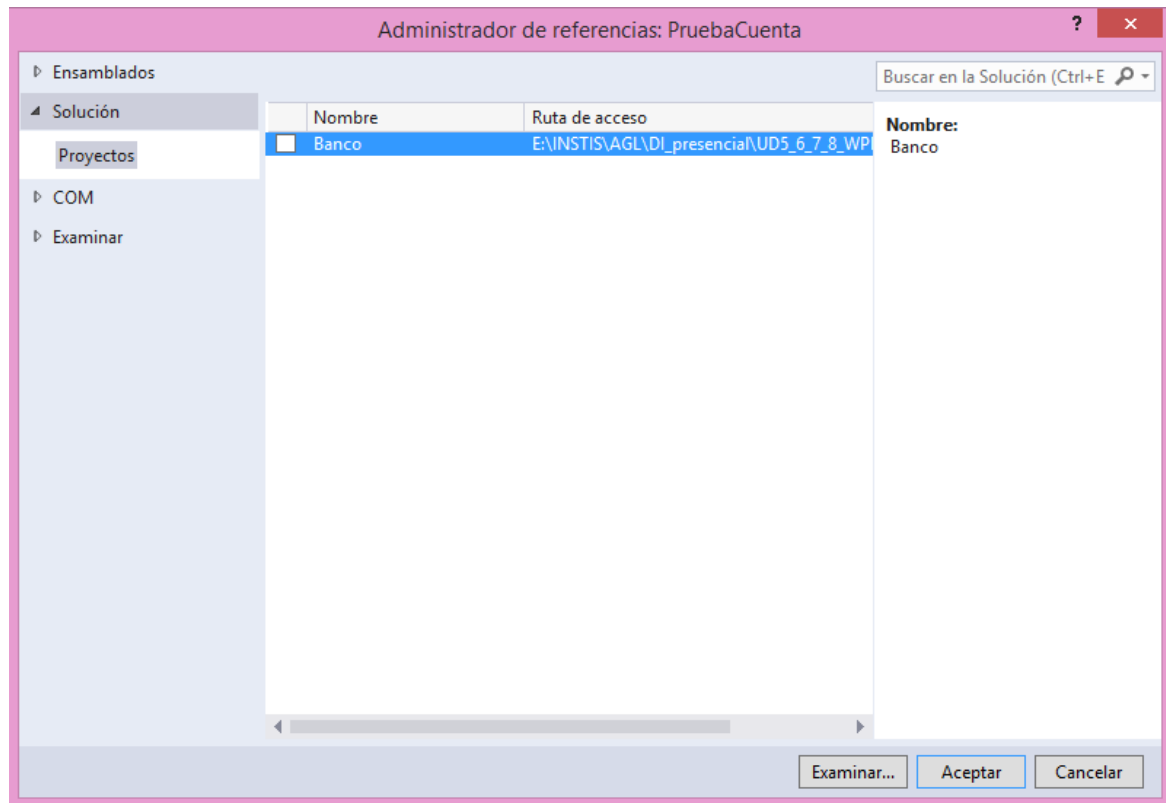 Administrador de referencias: PruebaCuenta
?
Ensamblados
Solución
Proyectos
COM
Examinar
Nombre Ruta de acceso
Banco E:\INSTIS\AGL\DI_presencial\UD5_6_7_8_WP
Buscar en la Solución (Ctrl+E
Nombre:
Banco
Examinar... Aceptar Cancelar